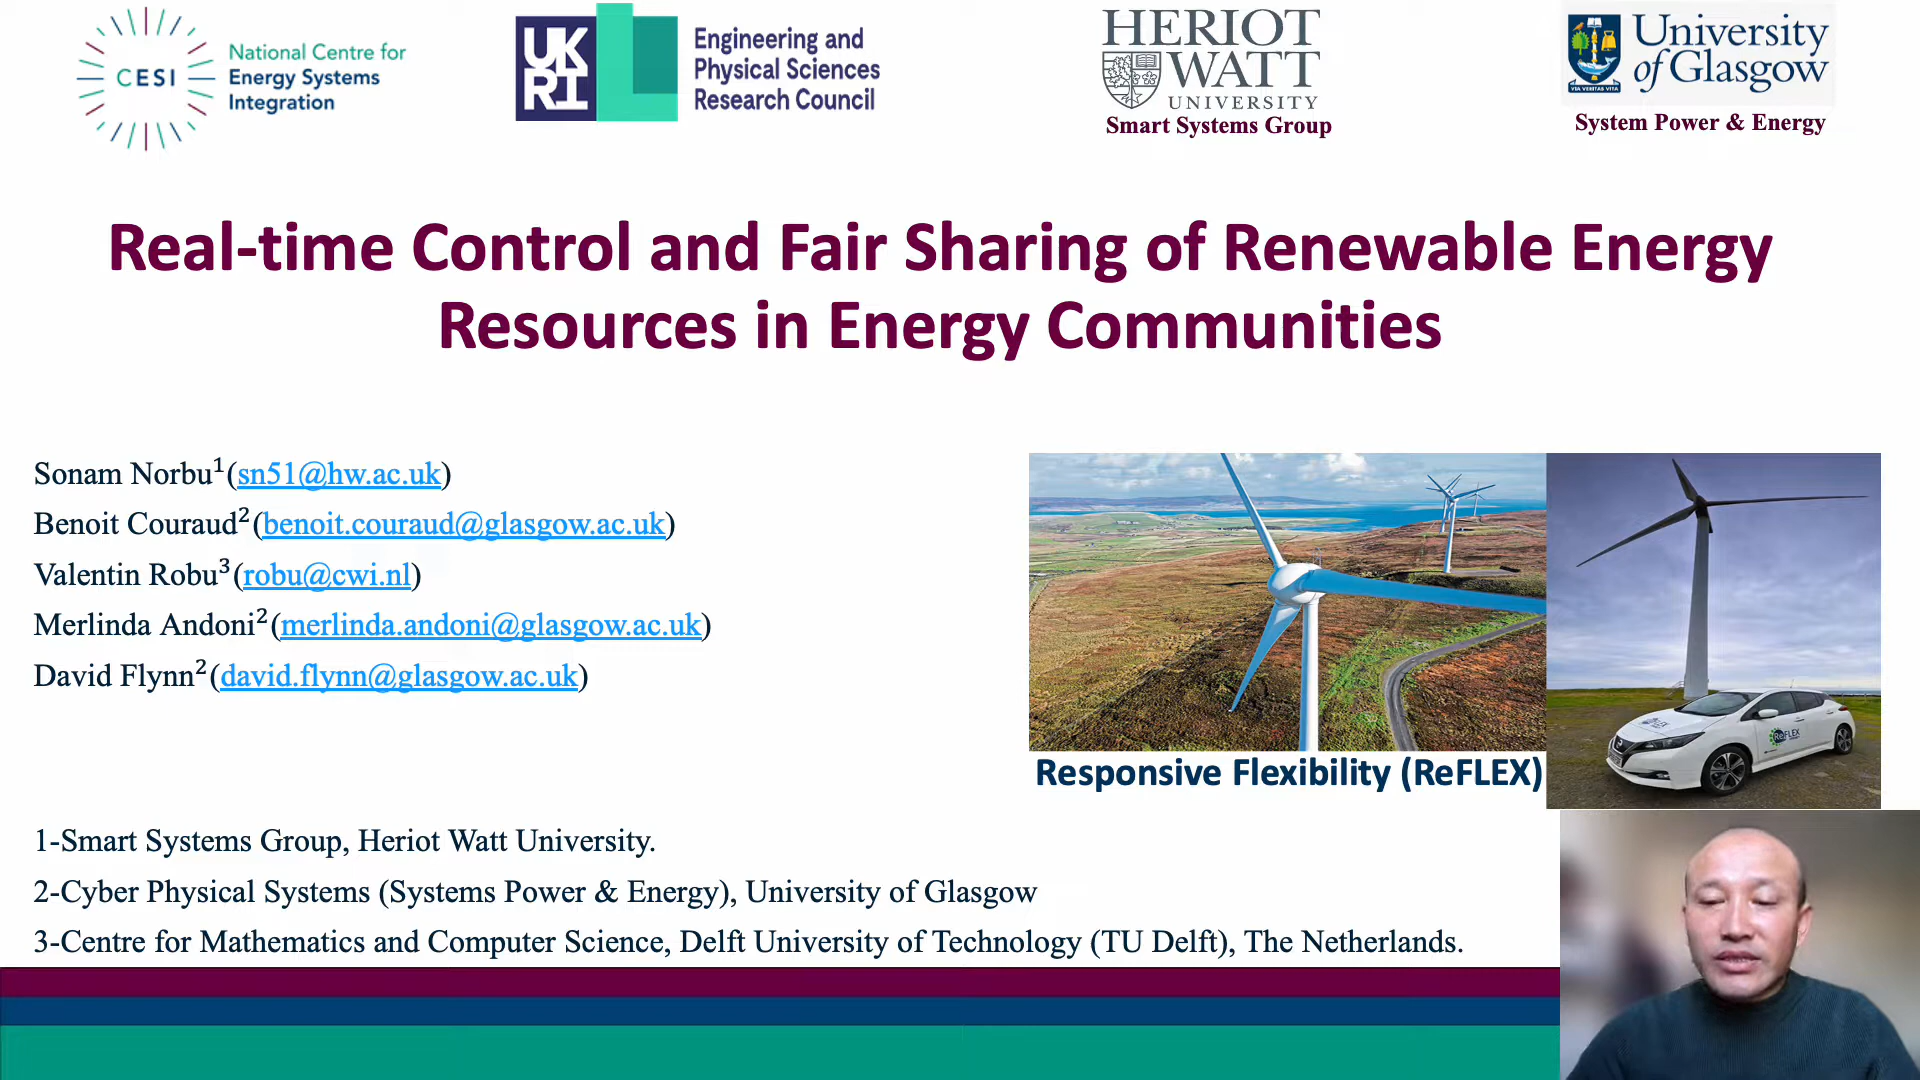 CESI
National Centre for
Energy Systems
Integration
UK
RI
Engineering and
Physical Sciences
Research Council
HERIOT
WATT
UNIVERSITY
Smart Systems Group
University
of Glasgow
VIA VERITAS VITA
System Power & Energy
Real-time Control and Fair Sharing of Renewable Energy
Resources in Energy Communities
Sonam Norbu¹(sn51@hw.ac.uk)
Benoit Couraud²(benoit.couraud@glasgow.ac.uk)
Valentin Robu³(robu@cwi.nl)
Merlinda Andoni²(merlinda.andoni@glasgow.ac.uk)
David Flynn²(david.flynn@glasgow.ac.uk)
ReFLEX
Responsive Flexibility (ReFLEX)
1-Smart Systems Group, Heriot Watt University.
2-Cyber Physical Systems (Systems Power & Energy), University of Glasgow
3-Centre for Mathematics and Computer Science, Delft University of Technology (TU Delft), The Netherlands.